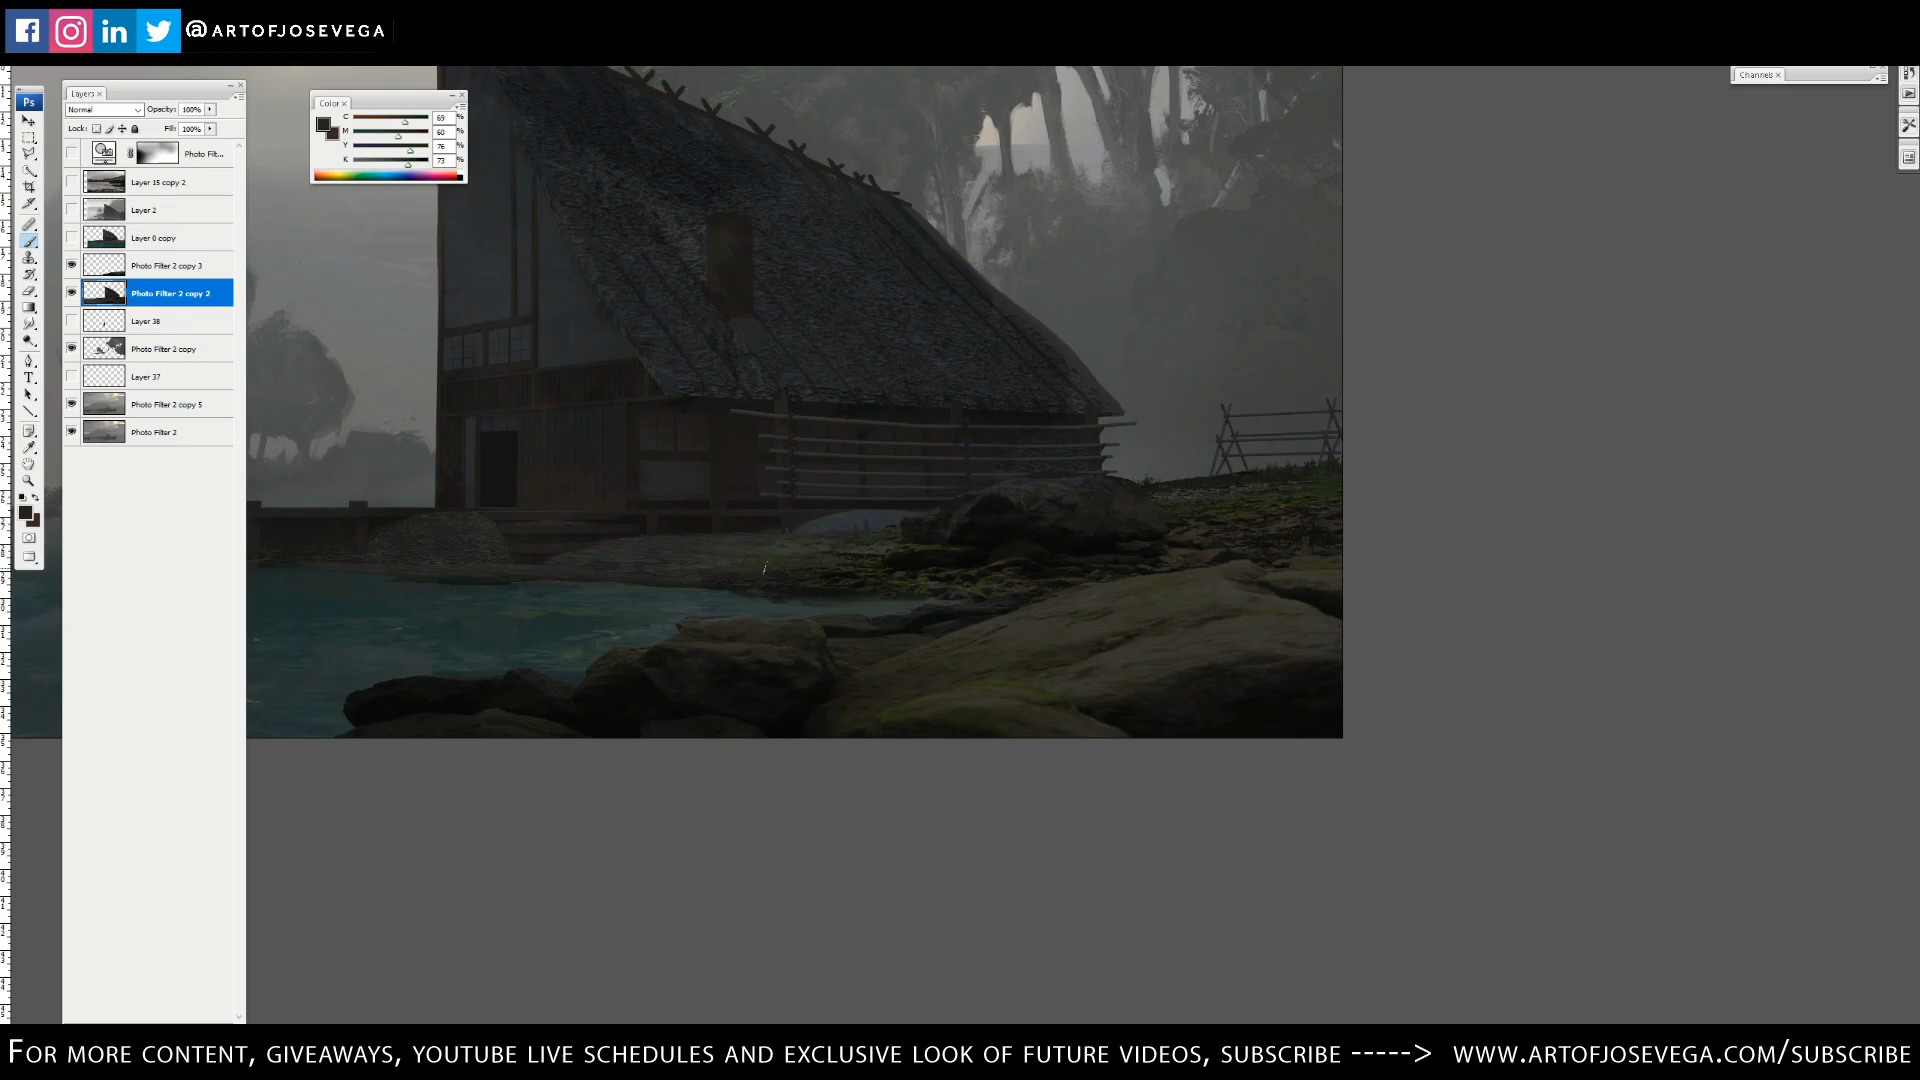 @ARTOFJOSEVEGA
Layers
Normal Opacity: 100%
Lock: Fill: 100%
Photo Filt...
Layer 15 copy 2
Layer 2
Layer 0 copy
Photo Filter 2 copy 3
Photo Filter 2 copy 2
Layer 38
Photo Filter 2 copy
Layer 37
Photo Filter 2 copy 5
Photo Filter 2
Ps
Color
C 69 %
M 60 %
Y 76 %
K 73 %
Channels
FOR MORE CONTENT, GIVEAWAYS, YOUTUBE LIVE SCHEDULES AND EXCLUSIVE LOOK OF FUTURE VIDEOS, SUBSCRIBE -----> WWW.ARTOFJOSEVEGA.COM/SUBSCRIBE